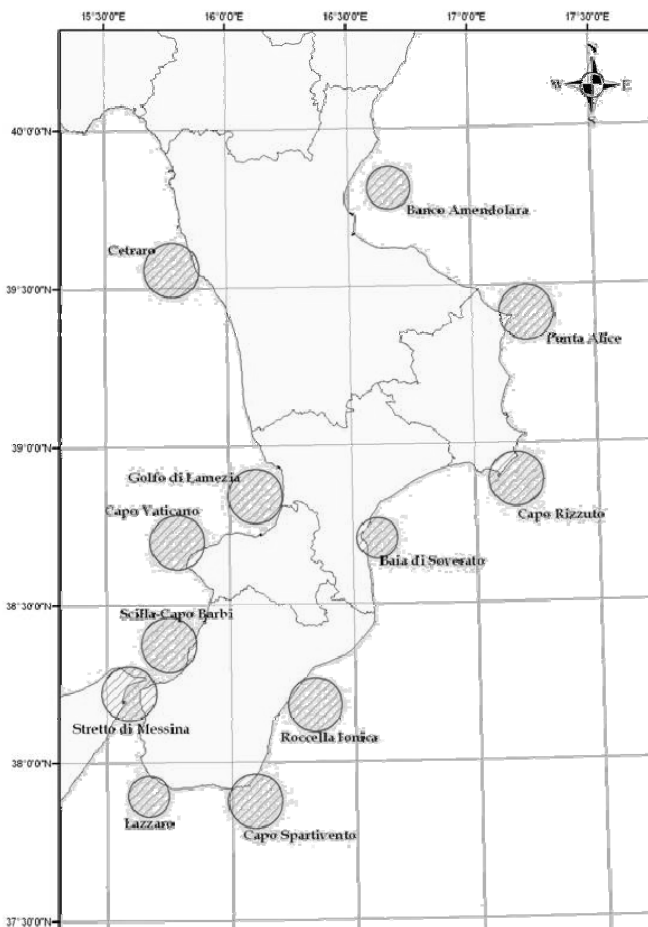 15°30'0"E 16°0'0"E 16°30'0"E 17°0'0"E 17°30'0"E
N
W E
S
40°0'0"N
Banco Amendolara
Cetraro
39°30'0"N
Punta Alice
39°0'0"N
Golfo di Lamezia
Capo Vaticano
Capo Rizzuto
Baia di Soverato
38°30'0"N
Scilla-Capo Barbi
Stretto di Messina
Roccella Ionica
38°0'0"N
Lazzaro
Capo Spartivento
37°30'0"N